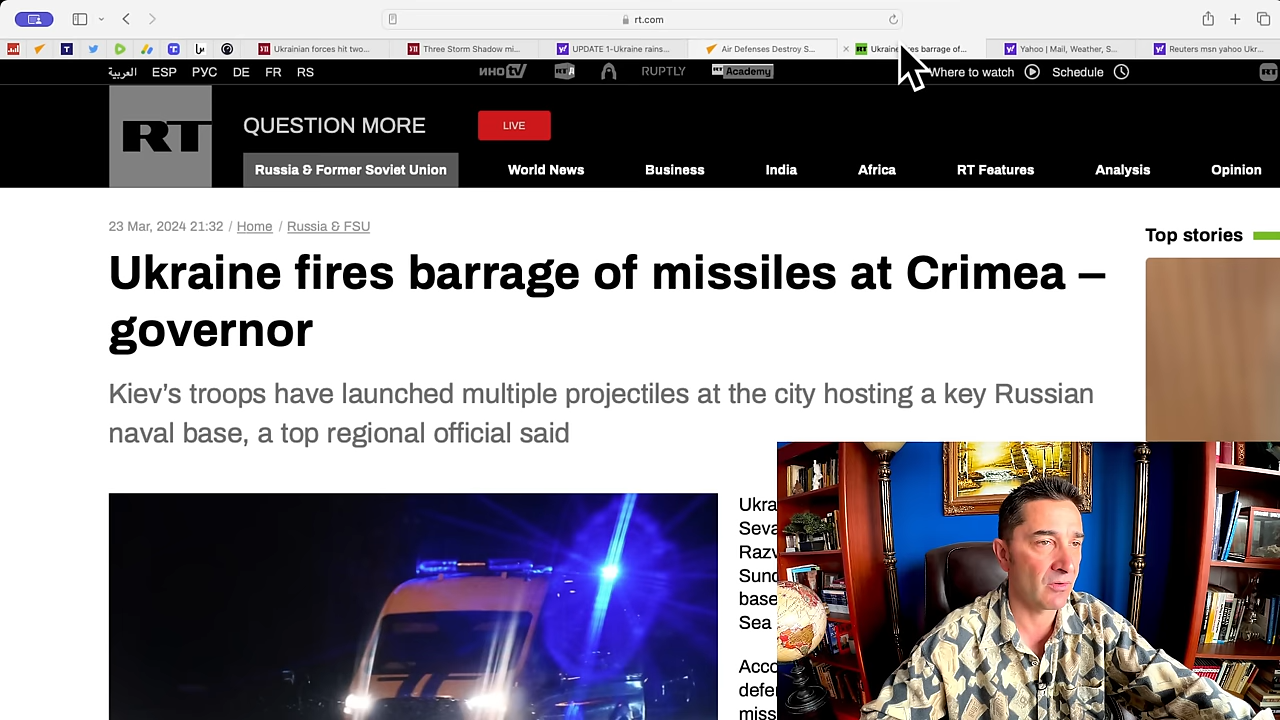 rt.com
Ukrainian forces hit two...
Three Storm Shadow mi...
UPDATE 1-Ukraine rains...
Air Defenses Destroy S...
Yahoo | Mail, Weather, S...
Reuters msn yahoo Ukr...
العربية ESP РУС DE FR RS ИНО TV RUPTLY RT Academy Where to watch Schedule
RT
QUESTION MORE
LIVE
Russia & Former Soviet Union World News Business India Africa RT Features Analysis Opinion
23 Mar, 2024 21:32 / Home / Russia & FSU
Top stories
Ukraine fires barrage of missiles at Crimea –
governor
Kiev’s troops have launched multiple projectiles at the city hosting a key Russian
naval base, a top regional official said
Sea